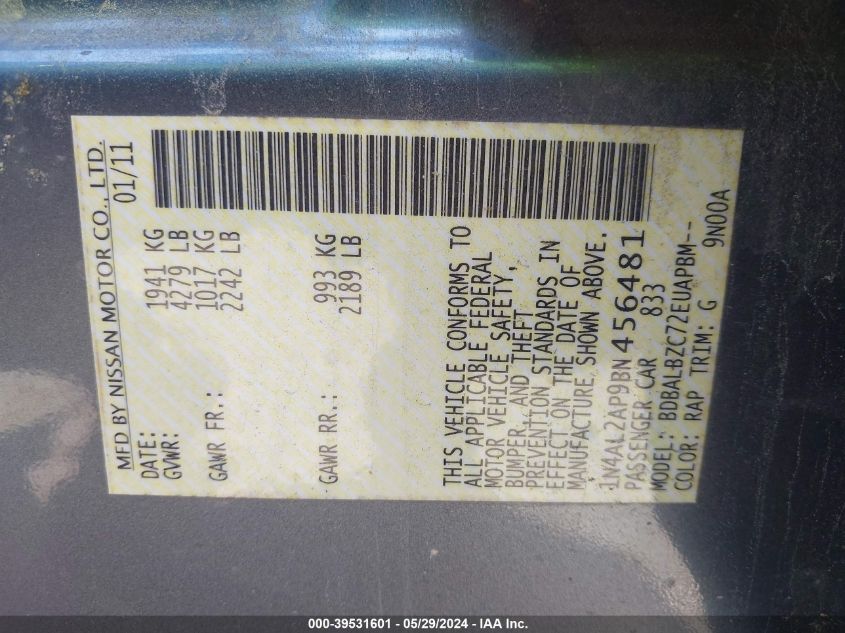 MFD BY NISSAN MOTOR CO., LTD.
DATE: 01/11
GVWR: 1941 KG
4279 LB
GAWR FR.: 1017 KG
2242 LB
GAWR RR.: 993 KG
2189 LB
THIS VEHICLE CONFORMS TO
ALL APPLICABLE FEDERAL
MOTOR VEHICLE SAFETY,
BUMPER, AND THEFT
PREVENTION STANDARDS IN
EFFECT ON THE DATE OF
MANUFACTURE, SHOWN ABOVE.
1N4AL2AP9BN456481
PASSENGER CAR 833
MODEL: BDBALBZC72EUAPBM--
COLOR: RAP TRIM: G 9N00A
000-39531601 - 05/29/2024 - IAA Inc.